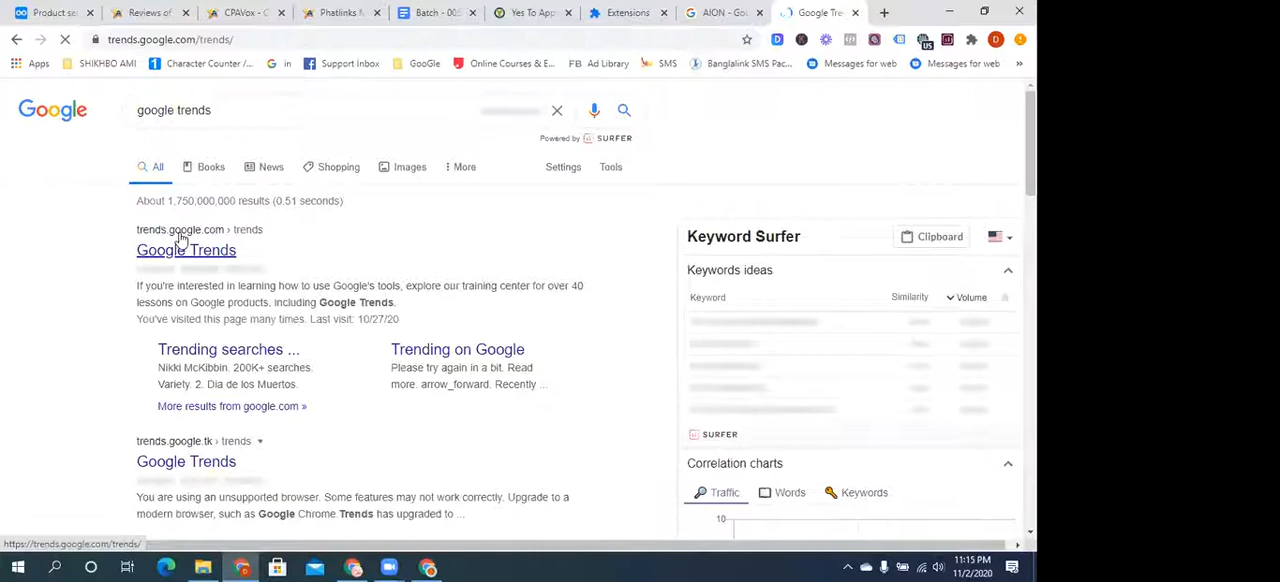 Product se
Reviews of
CPAVox - C
Phatlinks M
Batch - 005
Yes To App
Extensions
AION - Go
Google Tren
trends.google.com/trends/
US
D
Apps
SHIKHBO AMI
Character Counter /...
in
Support Inbox
GooGle
Online Courses & E...
FB Ad Library
SMS
Banglalink SMS Pac...
Messages for web
Messages for web
»
Google
google trends
Powered by SURFER
All
Books
News
Shopping
Images
More
Settings
Tools
About 1,750,000,000 results (0.51 seconds)
trends.google.com › trends
Google Trends
If you're interested in learning how to use Google's tools, explore our training center for over 40
lessons on Google products, including Google Trends.
You've visited this page many times. Last visit: 10/27/20
Trending searches ...
Nikki McKibbin. 200K+ searches.
Variety. 2. Dia de los Muertos.
More results from google.com »
Trending on Google
Please try again in a bit. Read
more. arrow_forward. Recently ...
trends.google.tk › trends
Google Trends
You are using an unsupported browser. Some features may not work correctly. Upgrade to a
modern browser, such as Google Chrome Trends has upgraded to ...
Keyword Surfer
Clipboard
Keywords ideas
Keyword
Similarity
Volume
SURFER
Correlation charts
Traffic
Words
Keywords
10
https://trends.google.com/trends/
11:15 PM
11/2/2020